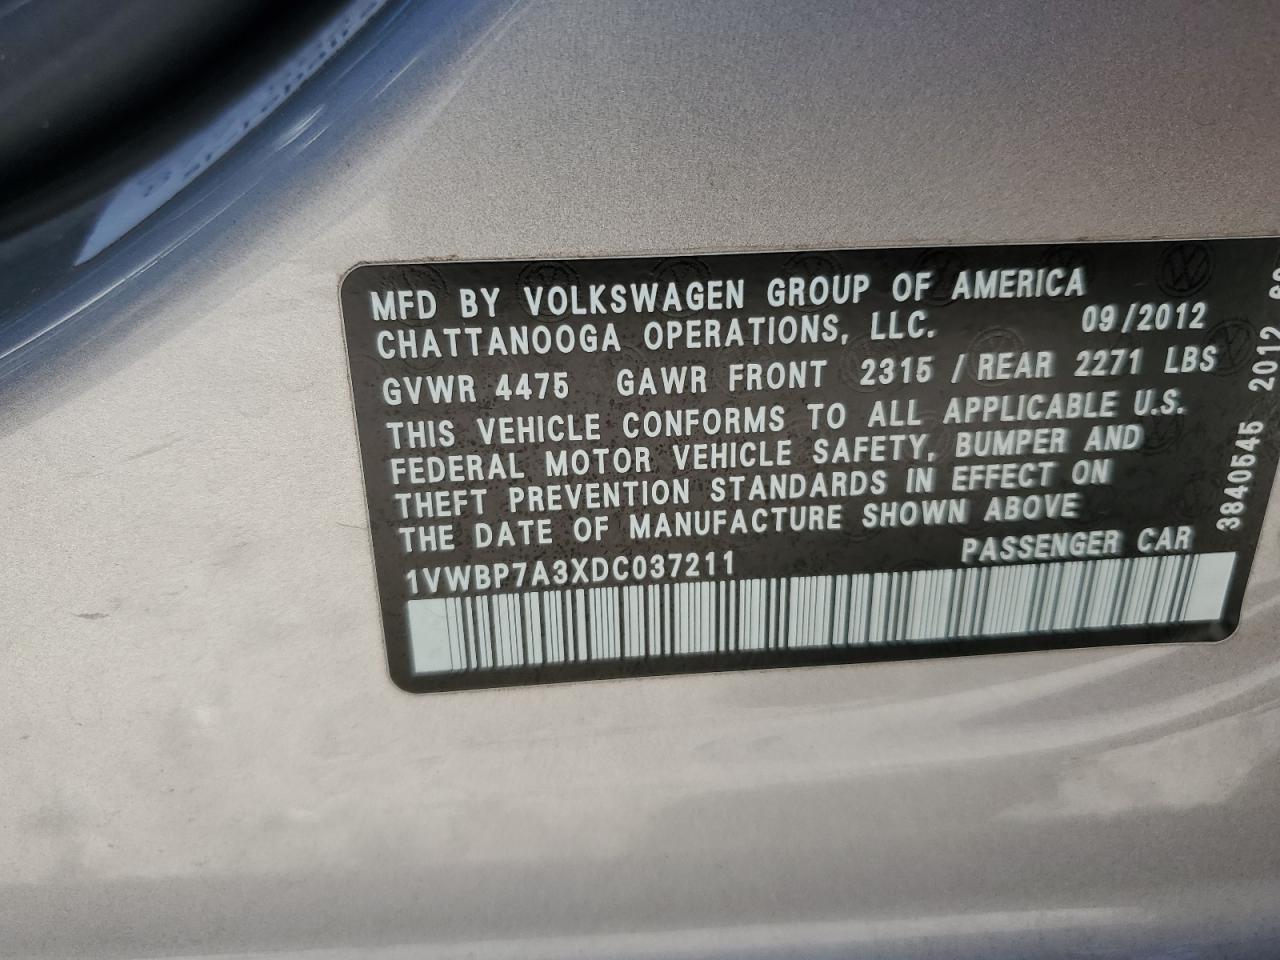 MFD BY VOLKSWAGEN GROUP OF AMERICA
CHATTANOOGA OPERATIONS, LLC. 09/2012
GVWR 4475 GAWR FRONT 2315 / REAR 2271 LBS
THIS VEHICLE CONFORMS TO ALL APPLICABLE U.S.
FEDERAL MOTOR VEHICLE SAFETY, BUMPER AND
THEFT PREVENTION STANDARDS IN EFFECT ON
THE DATE OF MANUFACTURE SHOWN ABOVE
1VWBP7A3XDC037211 PASSENGER CAR
3840545 2012